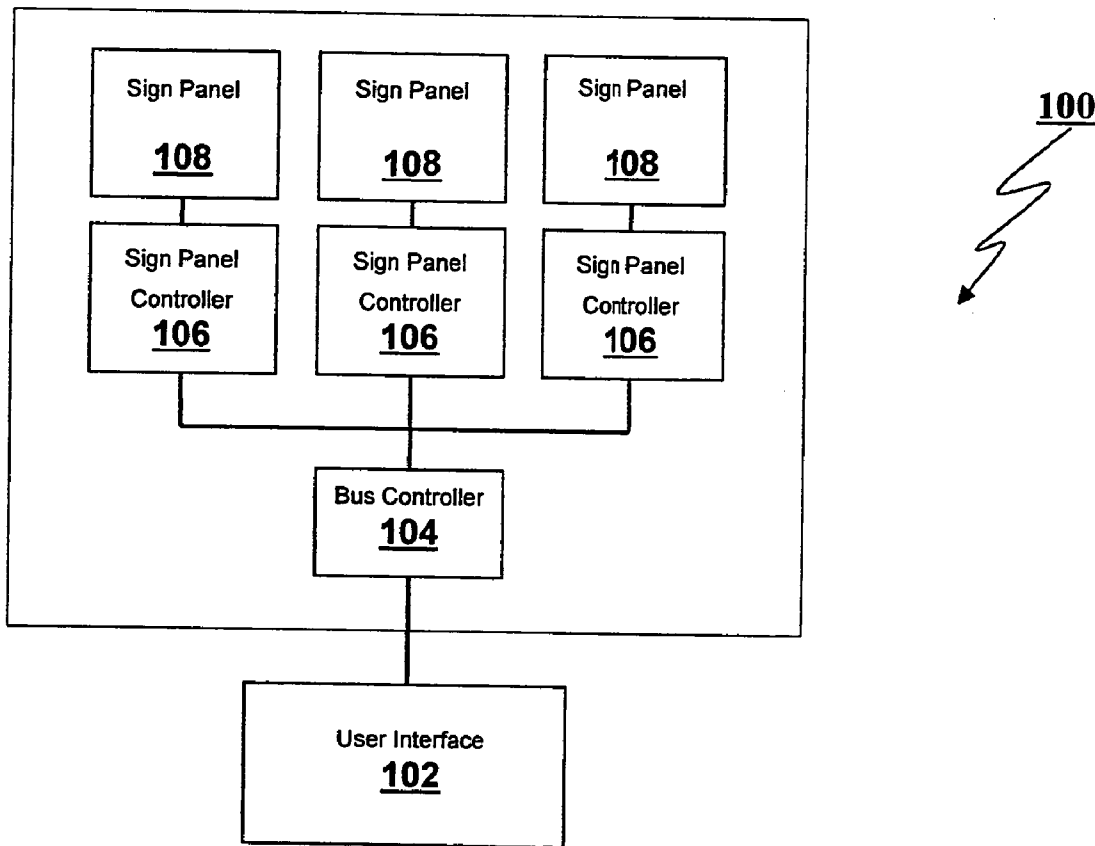 Sign Panel
108
Sign Panel
108
Sign Panel
108
100
Sign Panel
Controller
106
Sign Panel
Controller
106
Sign Panel
Controller
106
Bus Controller
104
User Interface
102